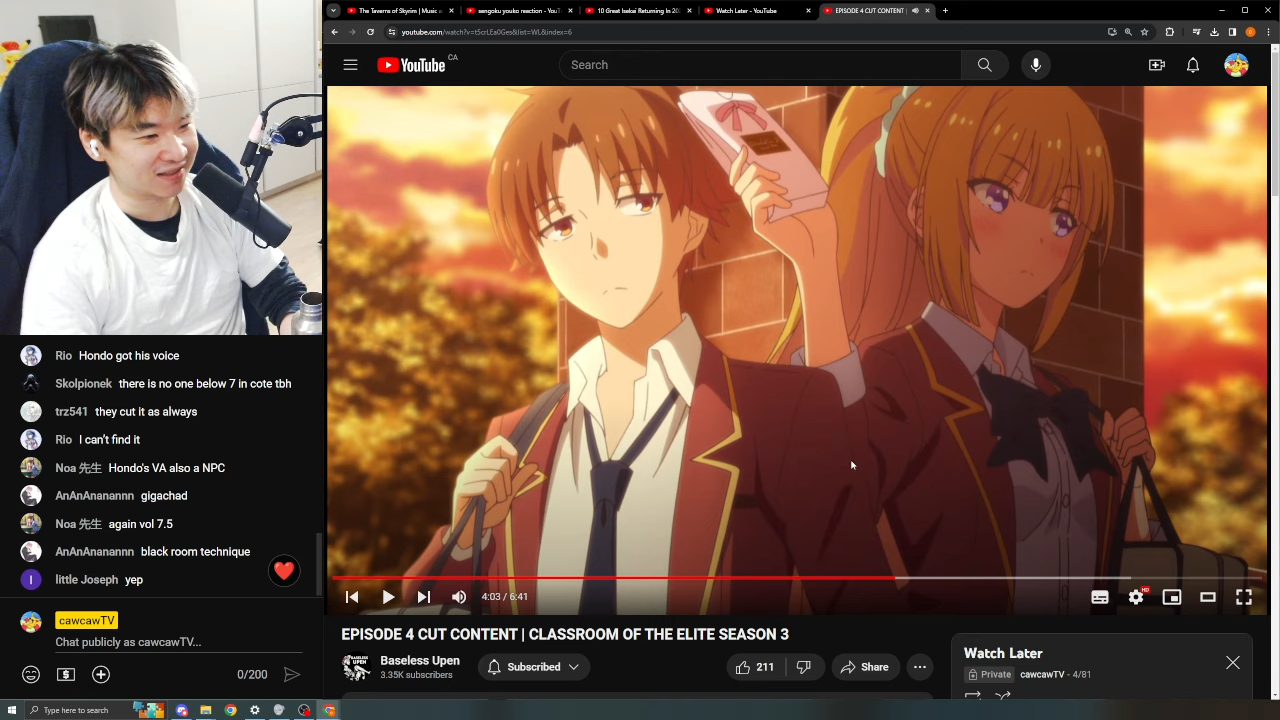 The Taverns of Skyrim | Music
sengoku youko reaction - YouT
10 Great Isekai Returning In 202
Watch Later - YouTube
EPISODE 4 CUT CONTENT |
youtube.com/watch?v=t5crLEa0Ges&list=WL&index=6
YouTube CA
Search
Rio Hondo got his voice
Skolpionek there is no one below 7 in cote tbh
trz541 they cut it as always
Rio I can't find it
Noa 先生 Hondo's VA also a NPC
AnAnAnanannn gigachad
Noa 先生 again vol 7.5
AnAnAnanannn black room technique
I little Joseph yep
cawcawTV
Chat publicly as cawcawTV...
0/200
4:03 / 6:41
HD
EPISODE 4 CUT CONTENT | CLASSROOM OF THE ELITE SEASON 3
Baseless Upen
3.35K subscribers
Subscribed
211
Share
Watch Later
Private cawcawTV - 4/81
Type here to search